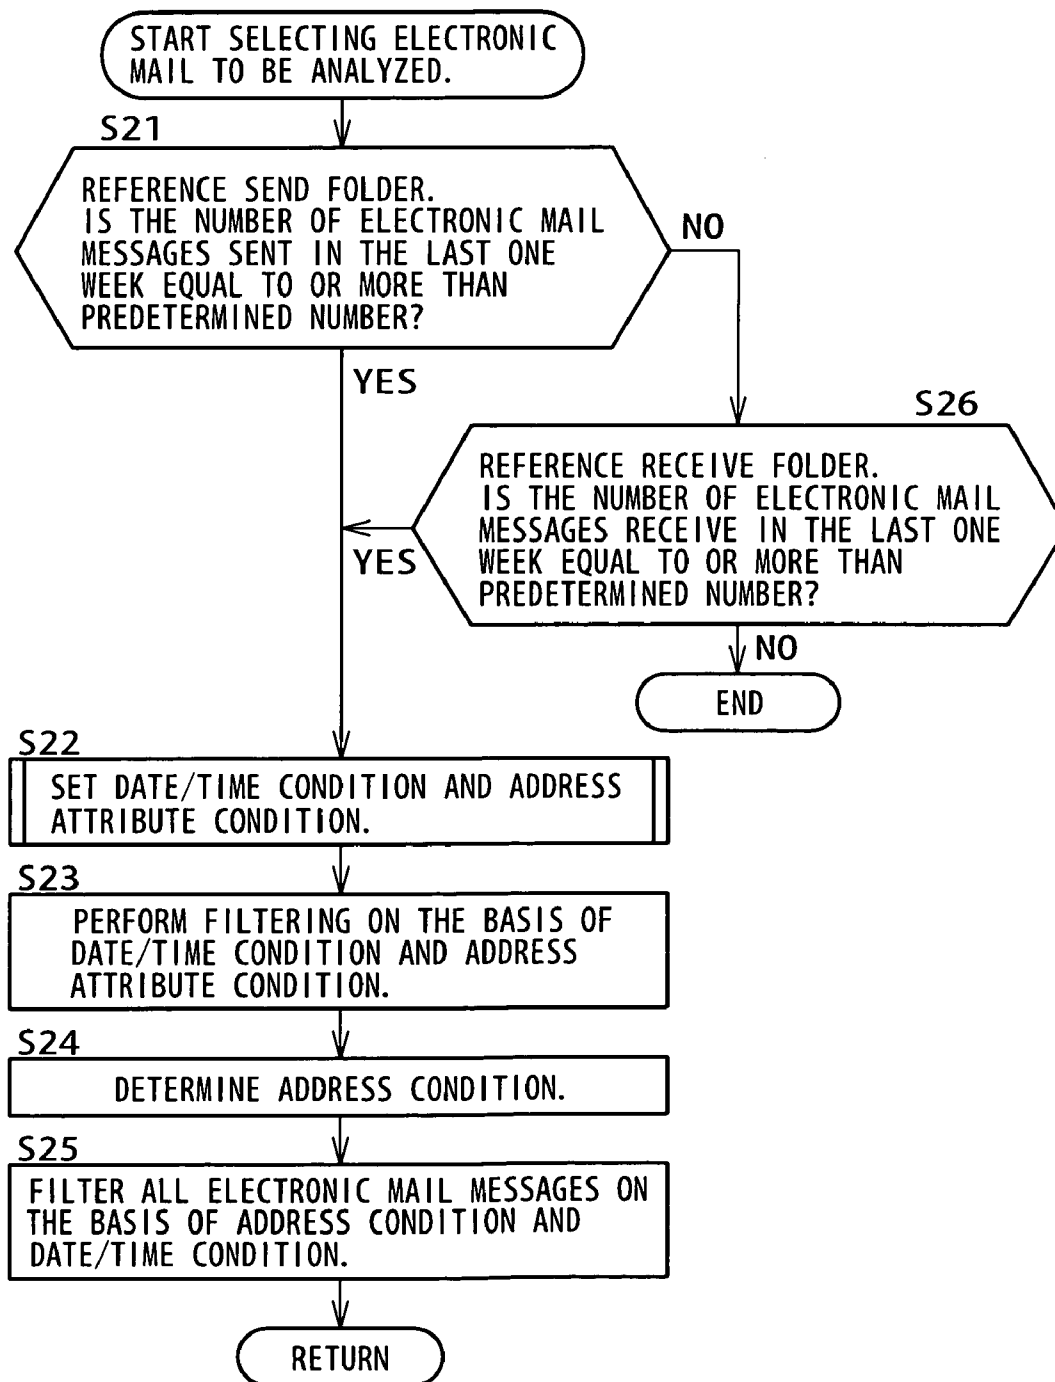 START SELECTING ELECTRONIC
MAIL TO BE ANALYZED.
S21
REFERENCE SEND FOLDER.
IS THE NUMBER OF ELECTRONIC MAIL
MESSAGES SENT IN THE LAST ONE
WEEK EQUAL TO OR MORE THAN
PREDETERMINED NUMBER?
NO
YES
S26
REFERENCE RECEIVE FOLDER.
IS THE NUMBER OF ELECTRONIC MAIL
MESSAGES RECEIVE IN THE LAST ONE
WEEK EQUAL TO OR MORE THAN
PREDETERMINED NUMBER?
YES
NO
END
S22
SET DATE/TIME CONDITION AND ADDRESS
ATTRIBUTE CONDITION.
S23
PERFORM FILTERING ON THE BASIS OF
DATE/TIME CONDITION AND ADDRESS
ATTRIBUTE CONDITION.
S24
DETERMINE ADDRESS CONDITION.
S25
FILTER ALL ELECTRONIC MAIL MESSAGES ON
THE BASIS OF ADDRESS CONDITION AND
DATE/TIME CONDITION.
RETURN